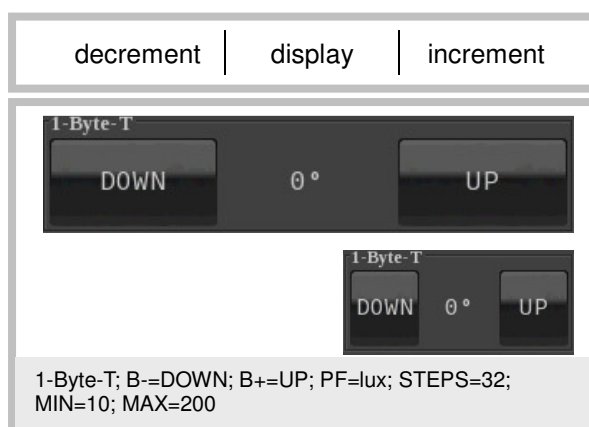 decrement display increment
1-Byte-T
DOWN 0° UP
1-Byte-T
DOWN 0° UP
1-Byte-T; B-=DOWN; B+=UP; PF=lux; STEPS=32;
MIN=10; MAX=200